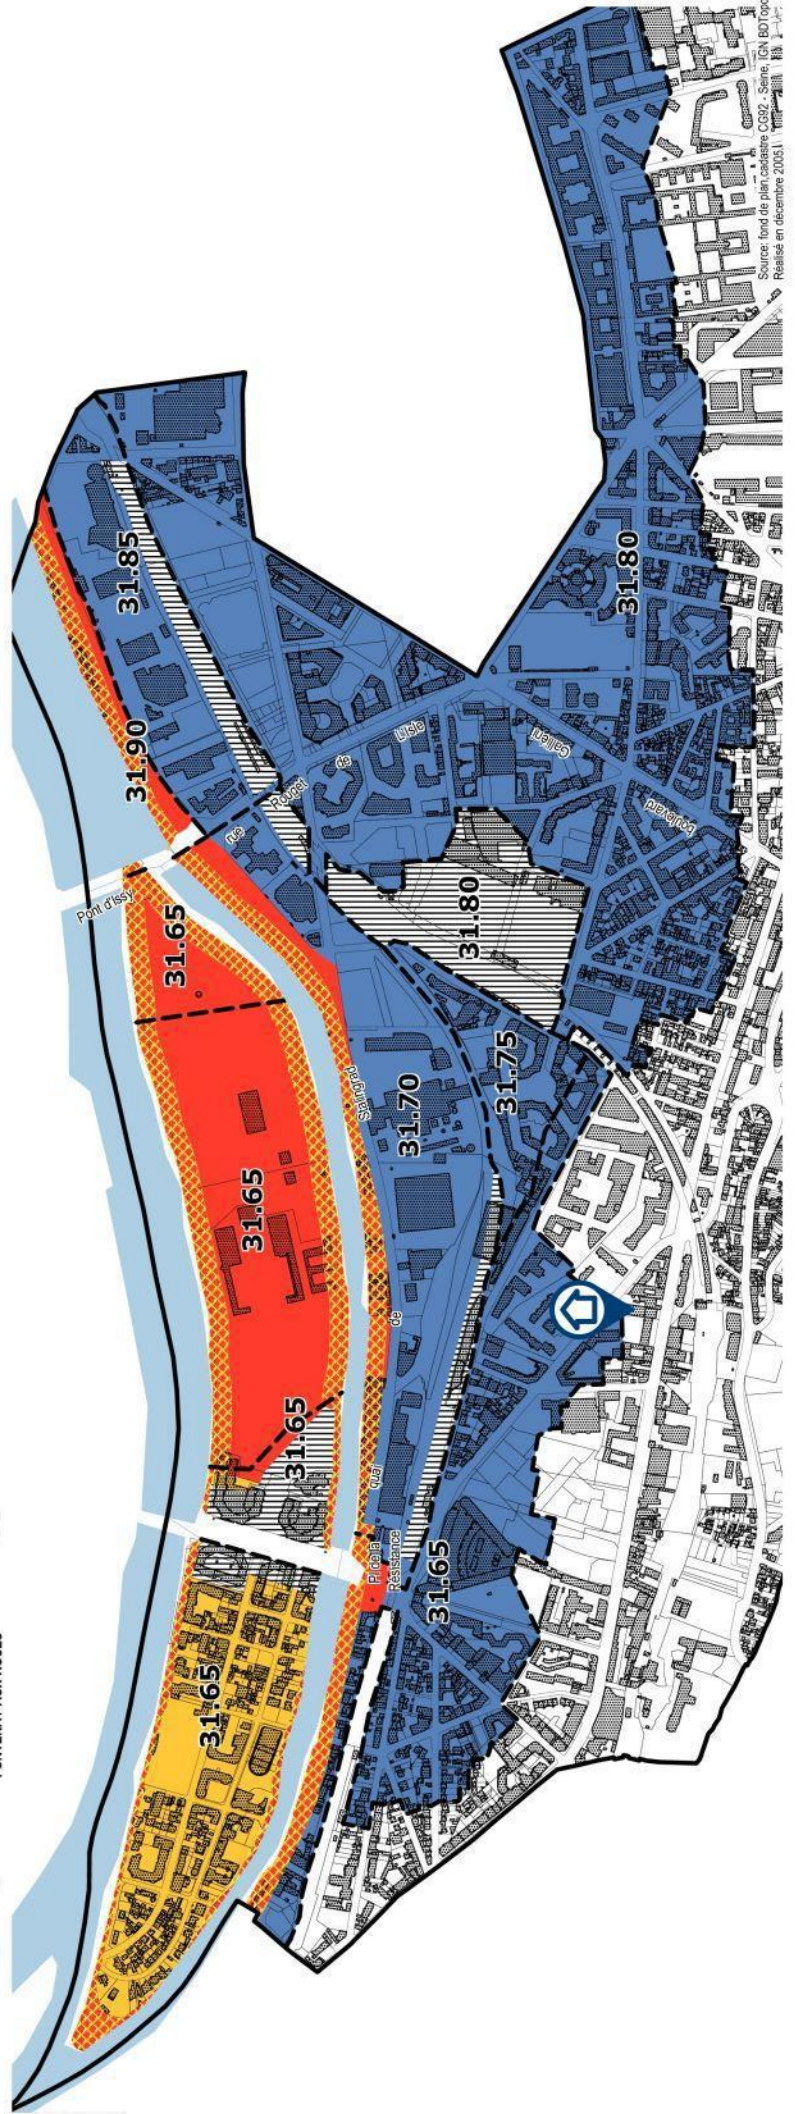 Source: fond de plan,cadastre CG92 - Seine, IGN BDTopo
Réalisé en décembre 2005.
31.85
31.90
31.80
rue
Rouget
de
L'Isle
Galliéni
boulevard
Pont d'Issy
31.65
31.80
31.65
Stalingrad
31.70
31.75
de
31.65
quai
P. de la
Résistance
31.65
31.65